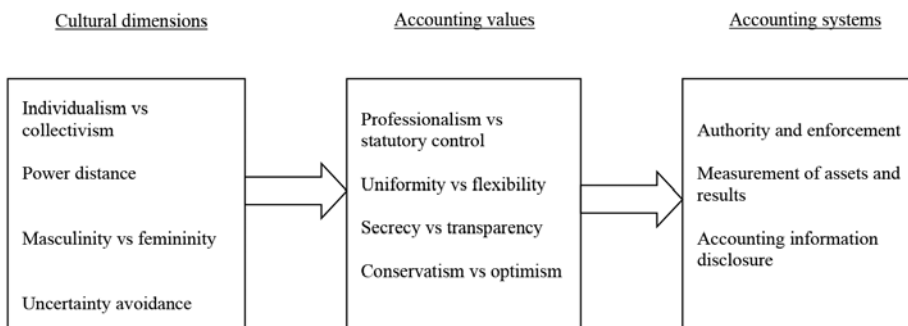 Cultural dimensions
Accounting values
Accounting systems
Individualism vs
collectivism
Power distance
Masculinity vs femininity
Uncertainty avoidance
Professionalism vs
statutory control
Uniformity vs flexibility
Secrecy vs transparency
Conservatism vs optimism
Authority and enforcement
Measurement of assets and
results
Accounting information
disclosure